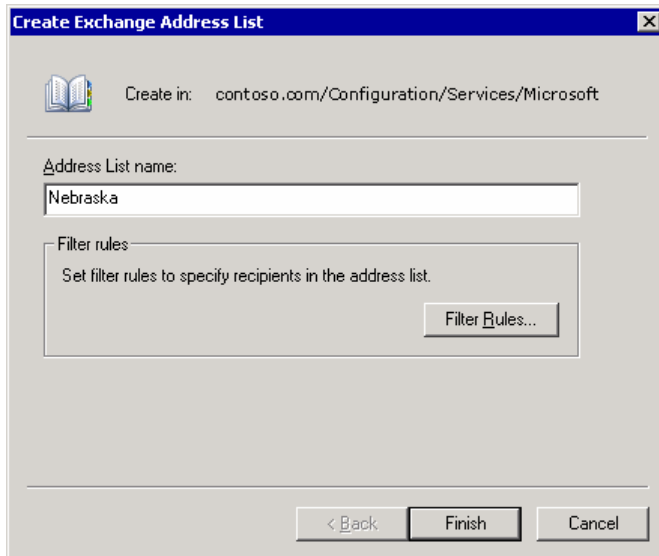 Create Exchange Address List
Create in: contoso.com/Configuration/Services/Microsoft
Address List name:
Nebraska
Filter rules
Set filter rules to specify recipients in the address list.
Filter Rules...
< Back Finish Cancel